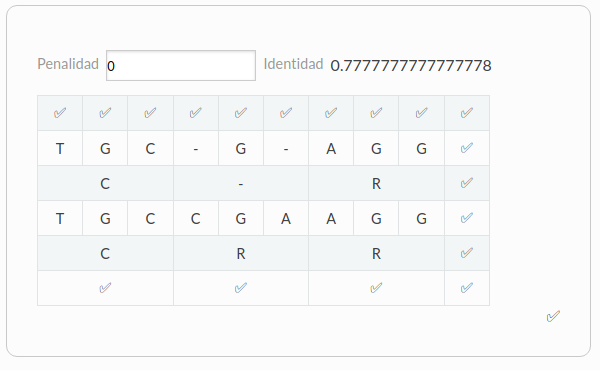 Penalidad 0 Identidad 0.7777777777777778
✅ ✅ ✅ ✅ ✅ ✅ ✅ ✅ ✅ ✅
T G C - G - A G G ✅
C - R ✅
T G C C G A A G G ✅
C R R ✅
✅ ✅ ✅ ✅
✅